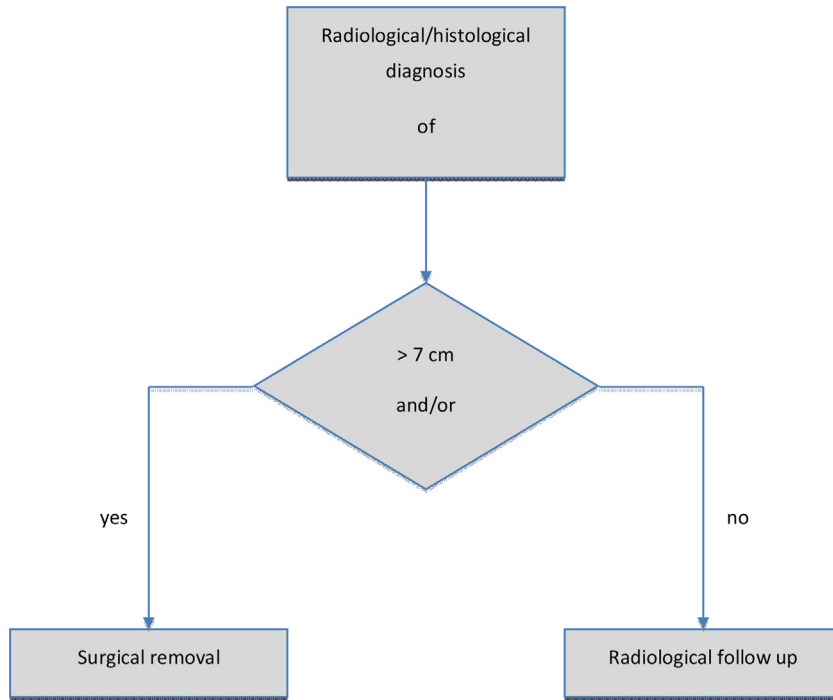 Radiological/histological
diagnosis
of
> 7 cm
and/or
yes
no
Surgical removal
Radiological follow up